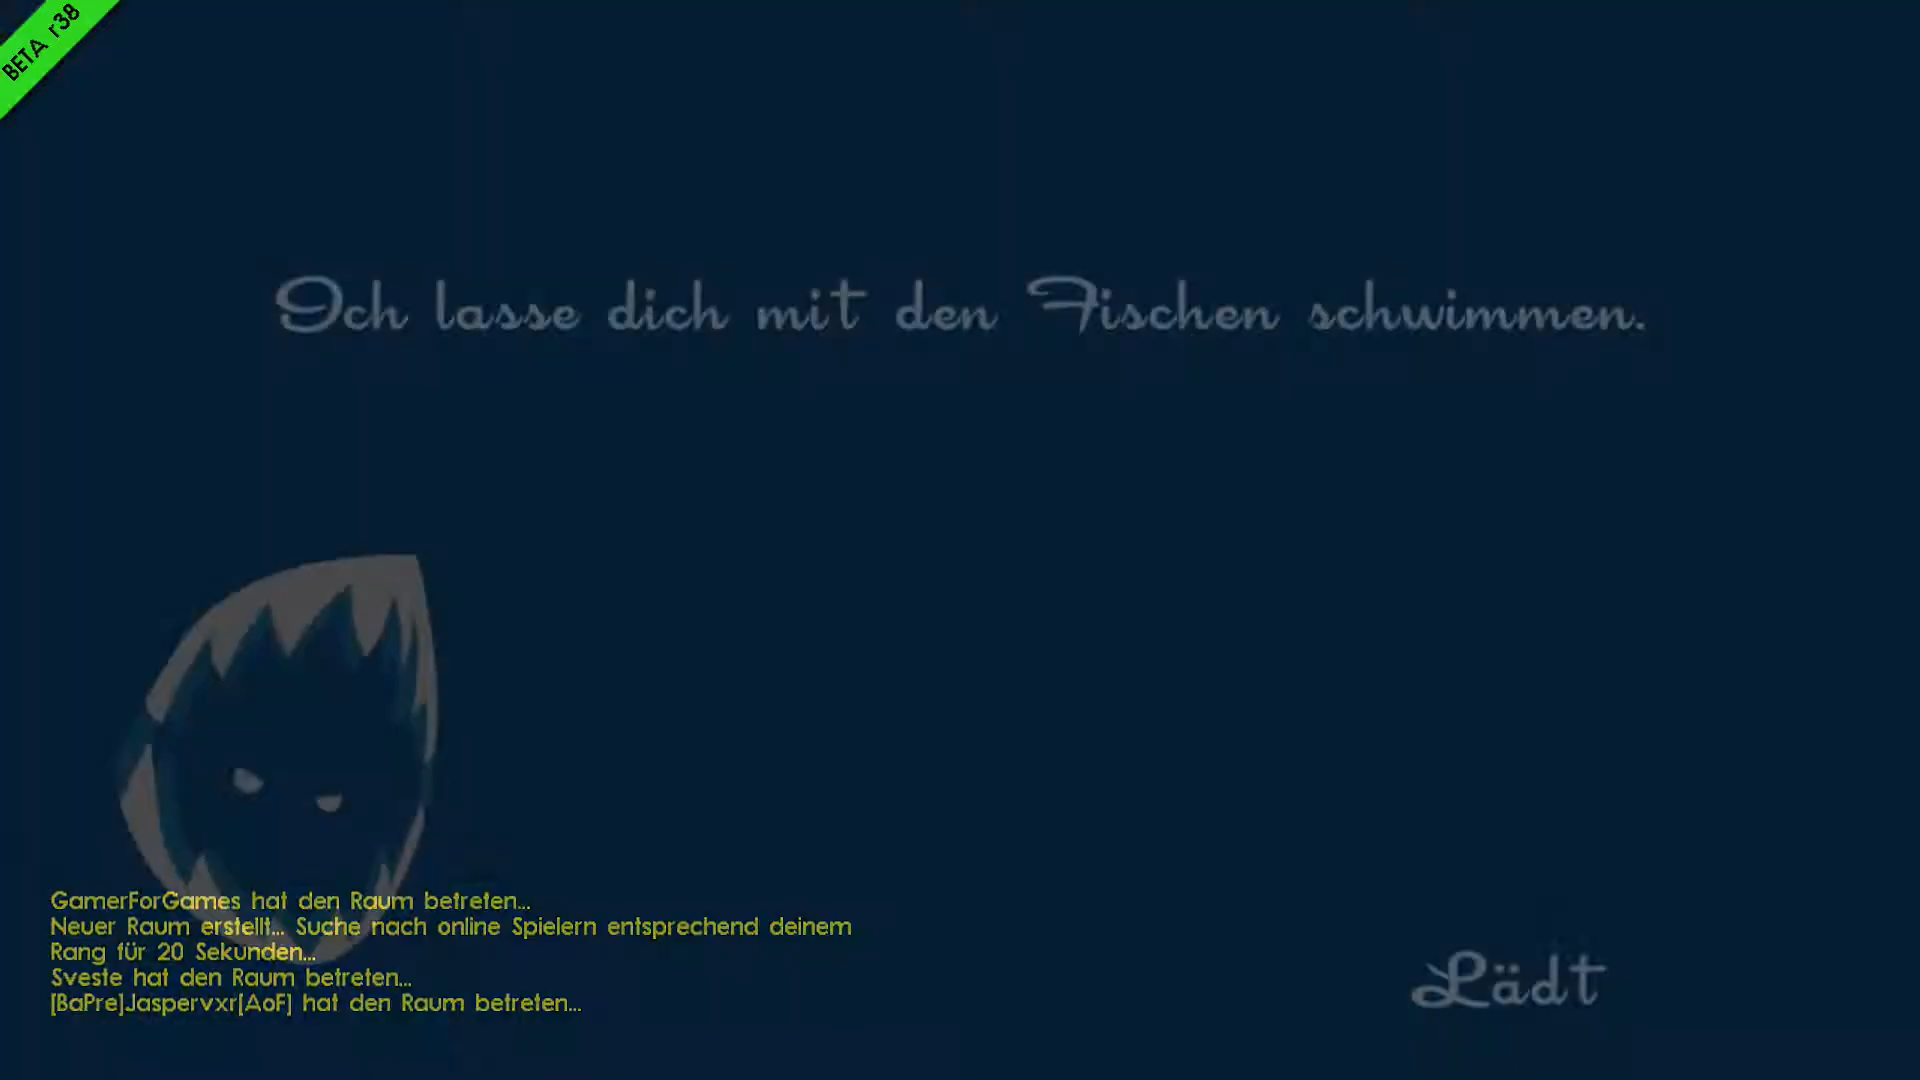 BETA r38
Ich lasse dich mit den Fischen schwimmen.
GamerForGames hat den Raum betreten...
Neuer Raum erstellt... Suche nach online Spielern entsprechend deinem
Rang für 20 Sekunden...
Sveste hat den Raum betreten...
[BaPre]Jaspervxr[AoF] hat den Raum betreten...
Lädt